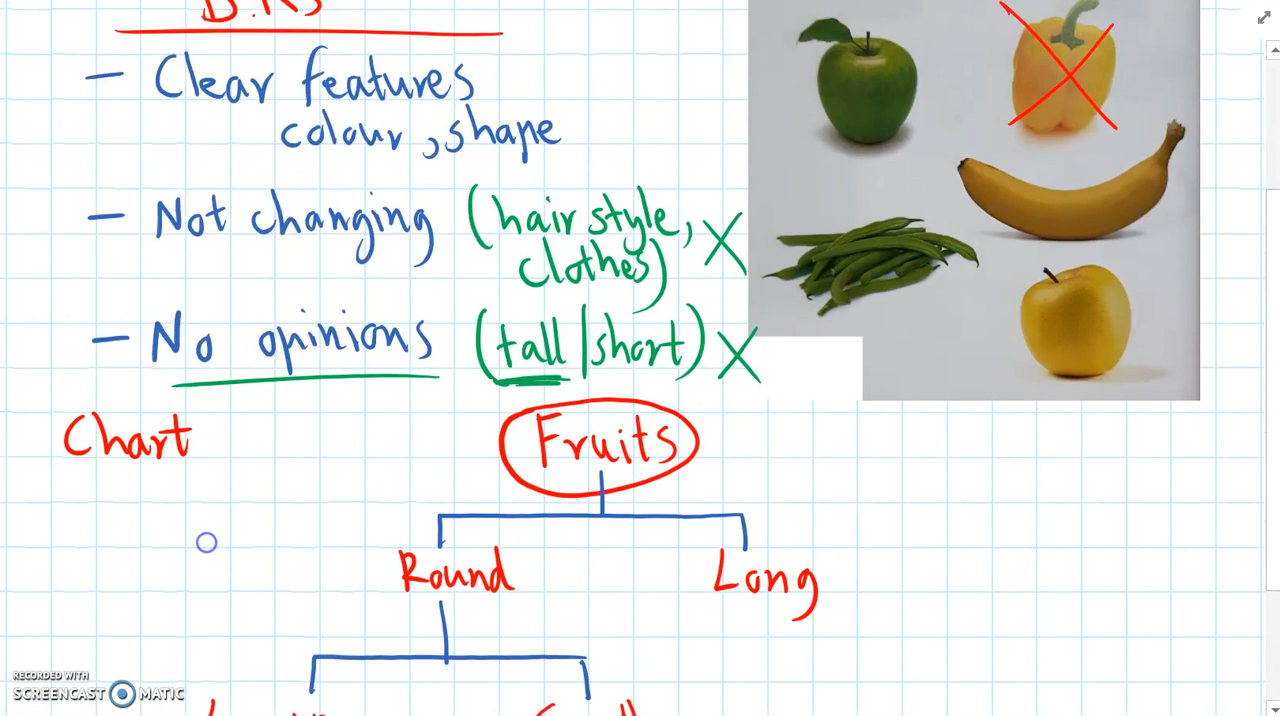 - Clear features
colour, shape
- Not changing (hair style, X
clothes)
- No opinions (tall | short) X
Chart
Fruits
Round
Long
RECORDED WITH
SCREENCAST MATIC